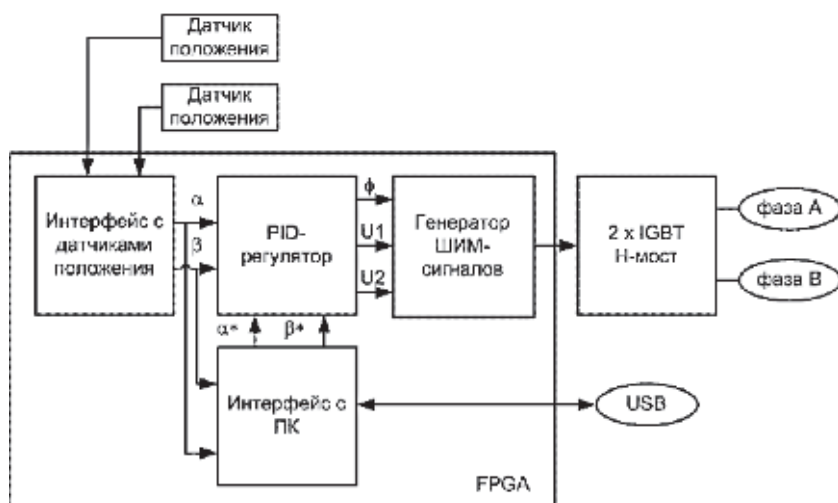 Датчик
положения
Датчик
положения
Интерфейс с
датчиками
положения
α
β
PID-
регулятор
ϕ
U1
U2
Генератор
ШИМ-
сигналов
2 x IGBT
Н-мост
фаза А
фаза В
α*
β*
Интерфейс с
ПК
USB
FPGA